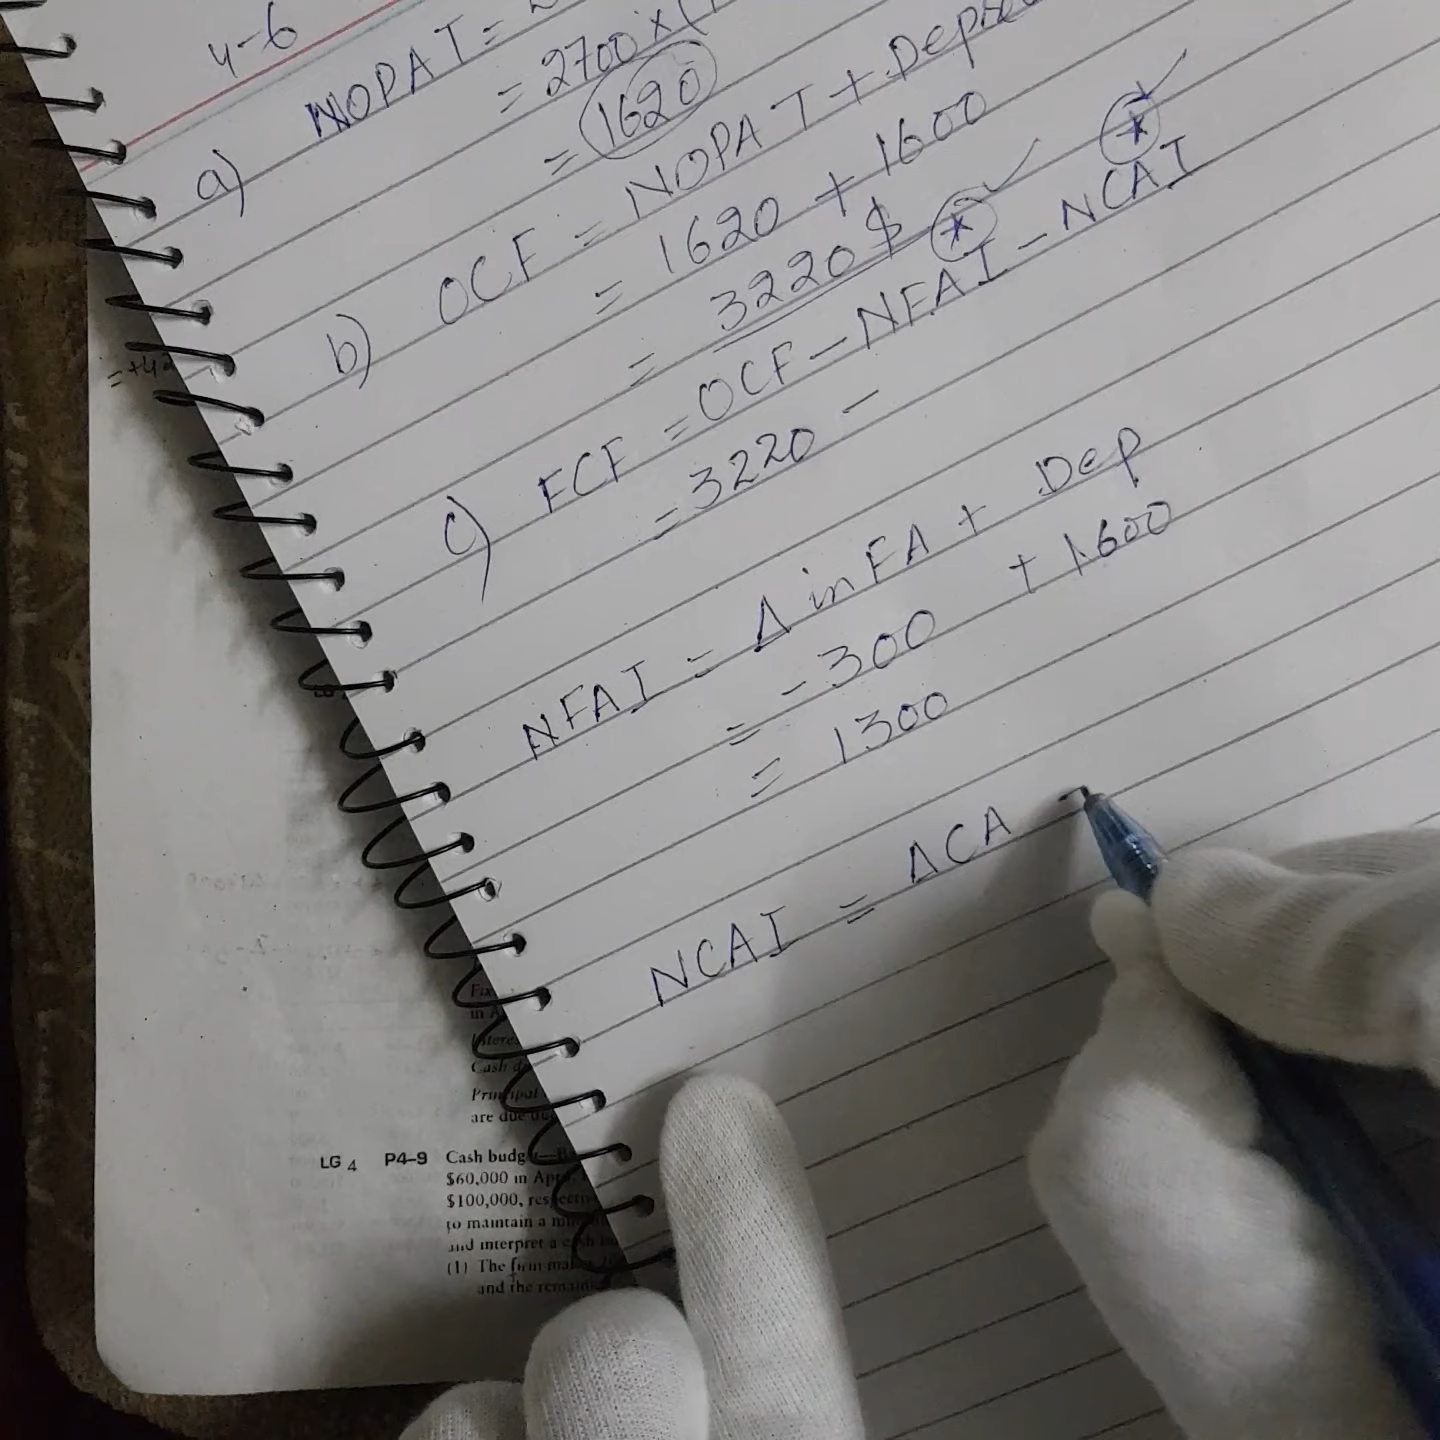 4-6
a) NOPAT =
= 2700 × (
= 1620
b) OCF = NOPAT +
= 1620 + 1600
= 3220 $
c) FCF = OCF - NFAI - NCAI
= 3220 -
NFAI = Δ in FA + Dep
= - 300 + 1600
= 1300
NCAI = ΔCA -
LG 4 P4-9 Cash
$60,000 in
$100,000,
to maintain a
and interpret a
(1) The firm
and the